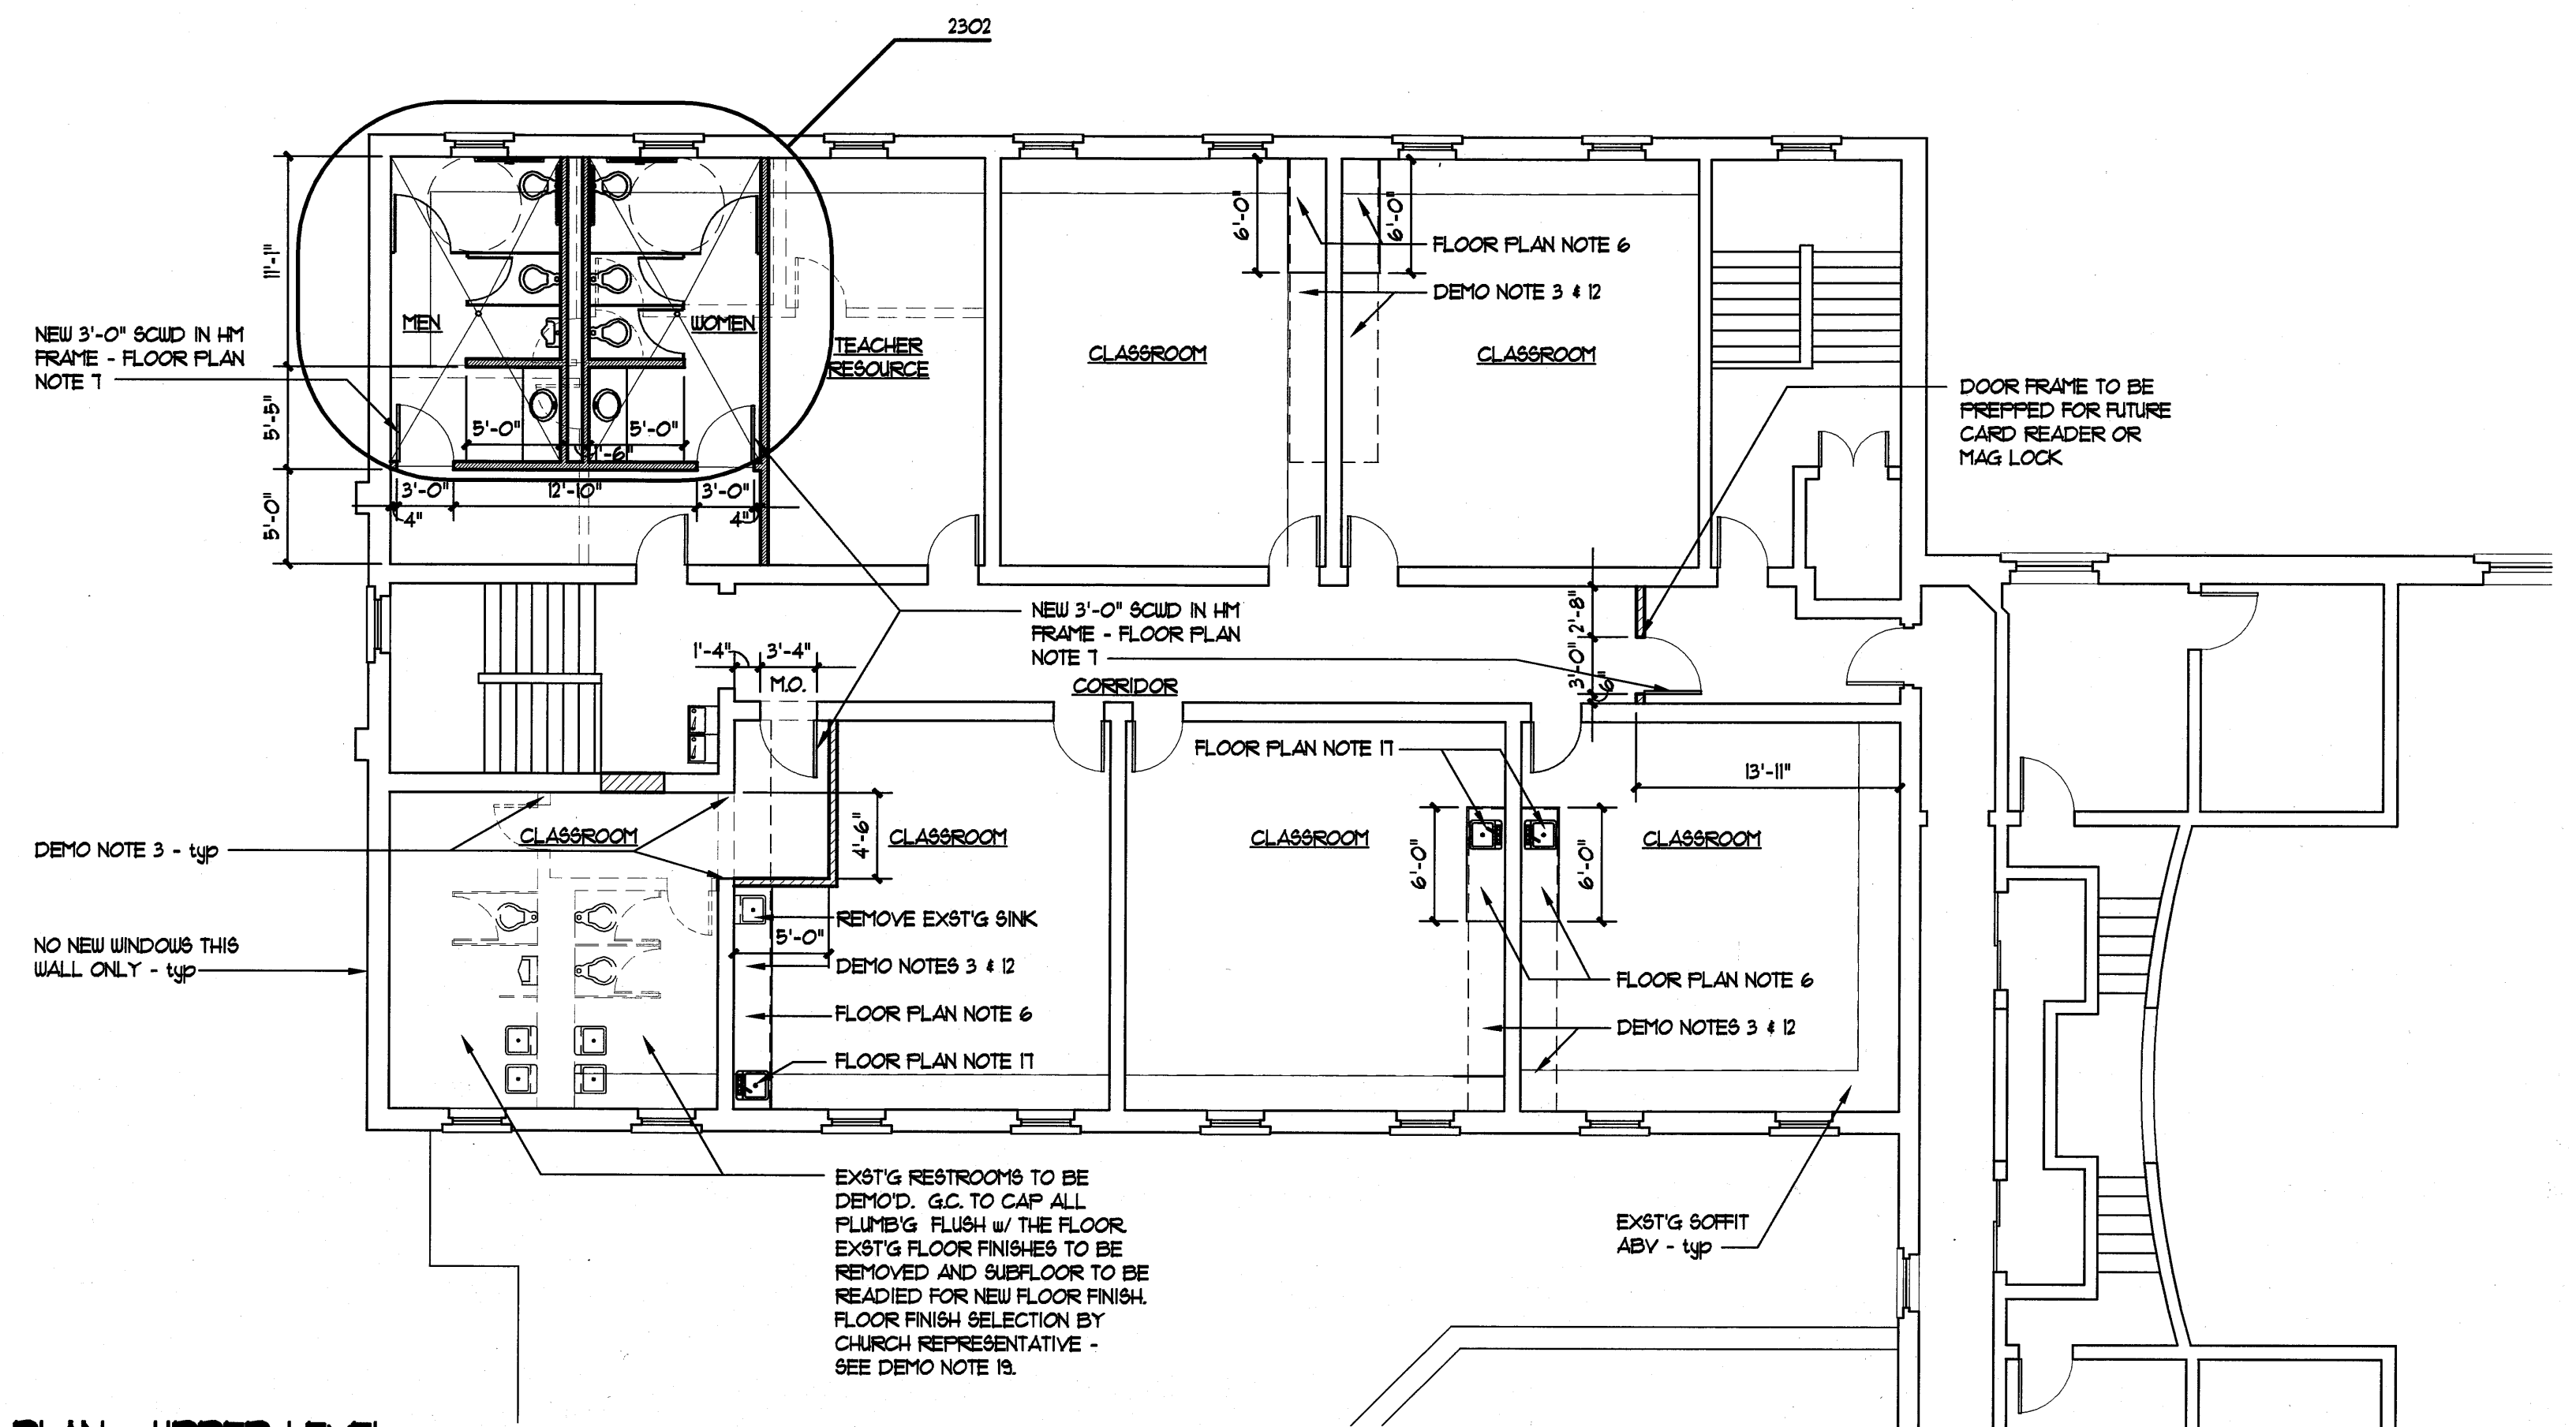 2302
11'-1"
5'-5"
5'-0"
NEW 3'-0" SCWD IN HM
FRAME - FLOOR PLAN
NOTE 7
MEN
WOMEN
5'-0"
5'-0"
3'-0"
12'-10"
3'-0"
4"
4"
TEACHER
RESOURCE
CLASSROOM
6'-0"
6'-0"
FLOOR PLAN NOTE 6
DEMO NOTE 3 & 12
CLASSROOM
DOOR FRAME TO BE
PREPPED FOR FUTURE
CARD READER OR
MAG LOCK
NEW 3'-0" SCWD IN HM
FRAME - FLOOR PLAN
NOTE 7
2'-8"
3'-0"
6"
1'-4"
3'-4"
M.O.
CORRIDOR
FLOOR PLAN NOTE 17
13'-11"
DEMO NOTE 3 - typ
CLASSROOM
4'-6"
CLASSROOM
CLASSROOM
6'-0"
6'-0"
CLASSROOM
NO NEW WINDOWS THIS
WALL ONLY - typ
REMOVE EXST'G SINK
5'-0"
DEMO NOTES 3 & 12
FLOOR PLAN NOTE 6
FLOOR PLAN NOTE 17
FLOOR PLAN NOTE 6
DEMO NOTES 3 & 12
EXST'G RESTROOMS TO BE
DEMO'D. G.C. TO CAP ALL
PLUMB'G FLUSH w/ THE FLOOR
EXST'G FLOOR FINISHES TO BE
REMOVED AND SUBFLOOR TO BE
READIED FOR NEW FLOOR FINISH.
FLOOR FINISH SELECTION BY
CHURCH REPRESENTATIVE -
SEE DEMO NOTE 19.
EXST'G SOFFIT
ABV - typ